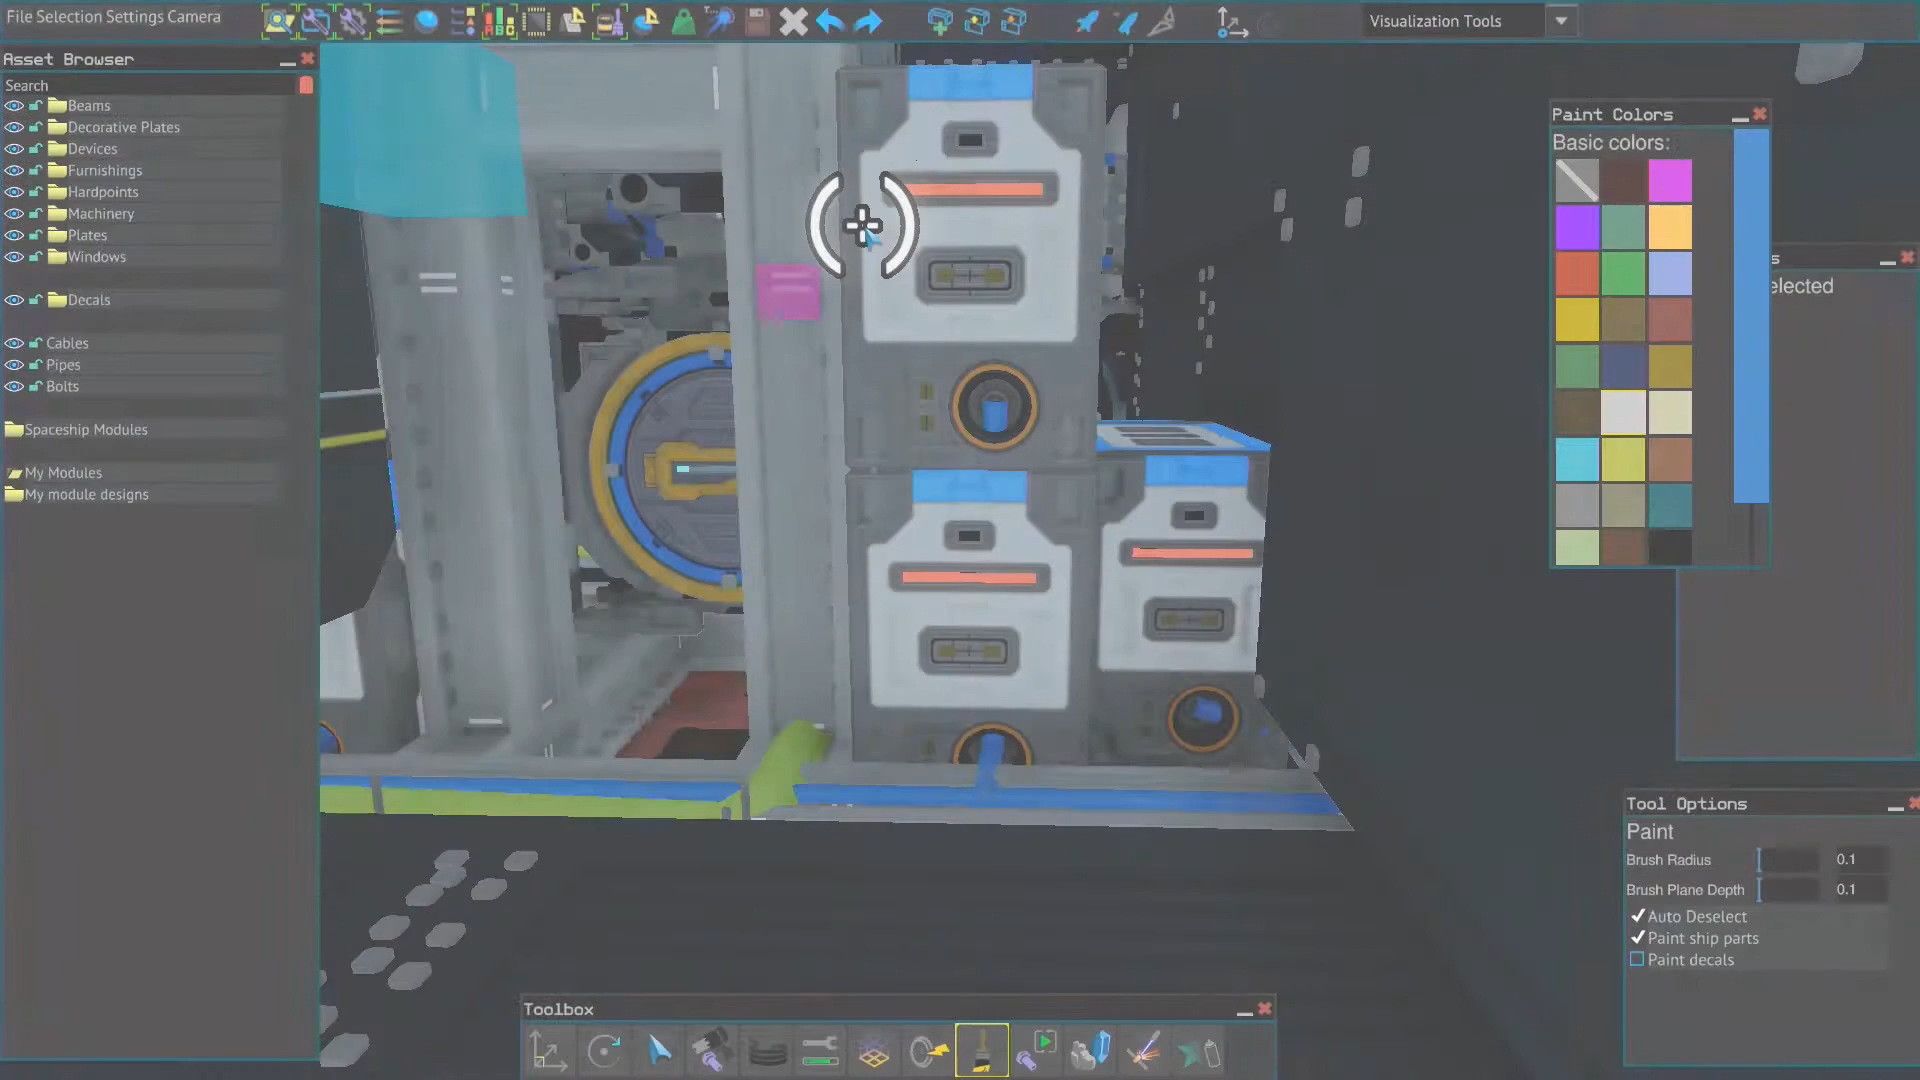 File Selection Settings Camera
Visualization Tools
Asset Browser
Search
Beams
Decorative Plates
Devices
Furnishings
Hardpoints
Machinery
Plates
Windows
Decals
Cables
Pipes
Bolts
Spaceship Modules
My Modules
My module designs
Paint Colors
Basic colors:
s
elected
Tool Options
Paint
Brush Radius 0.1
Brush Plane Depth 0.1
Auto Deselect
Paint ship parts
Paint decals
Toolbox